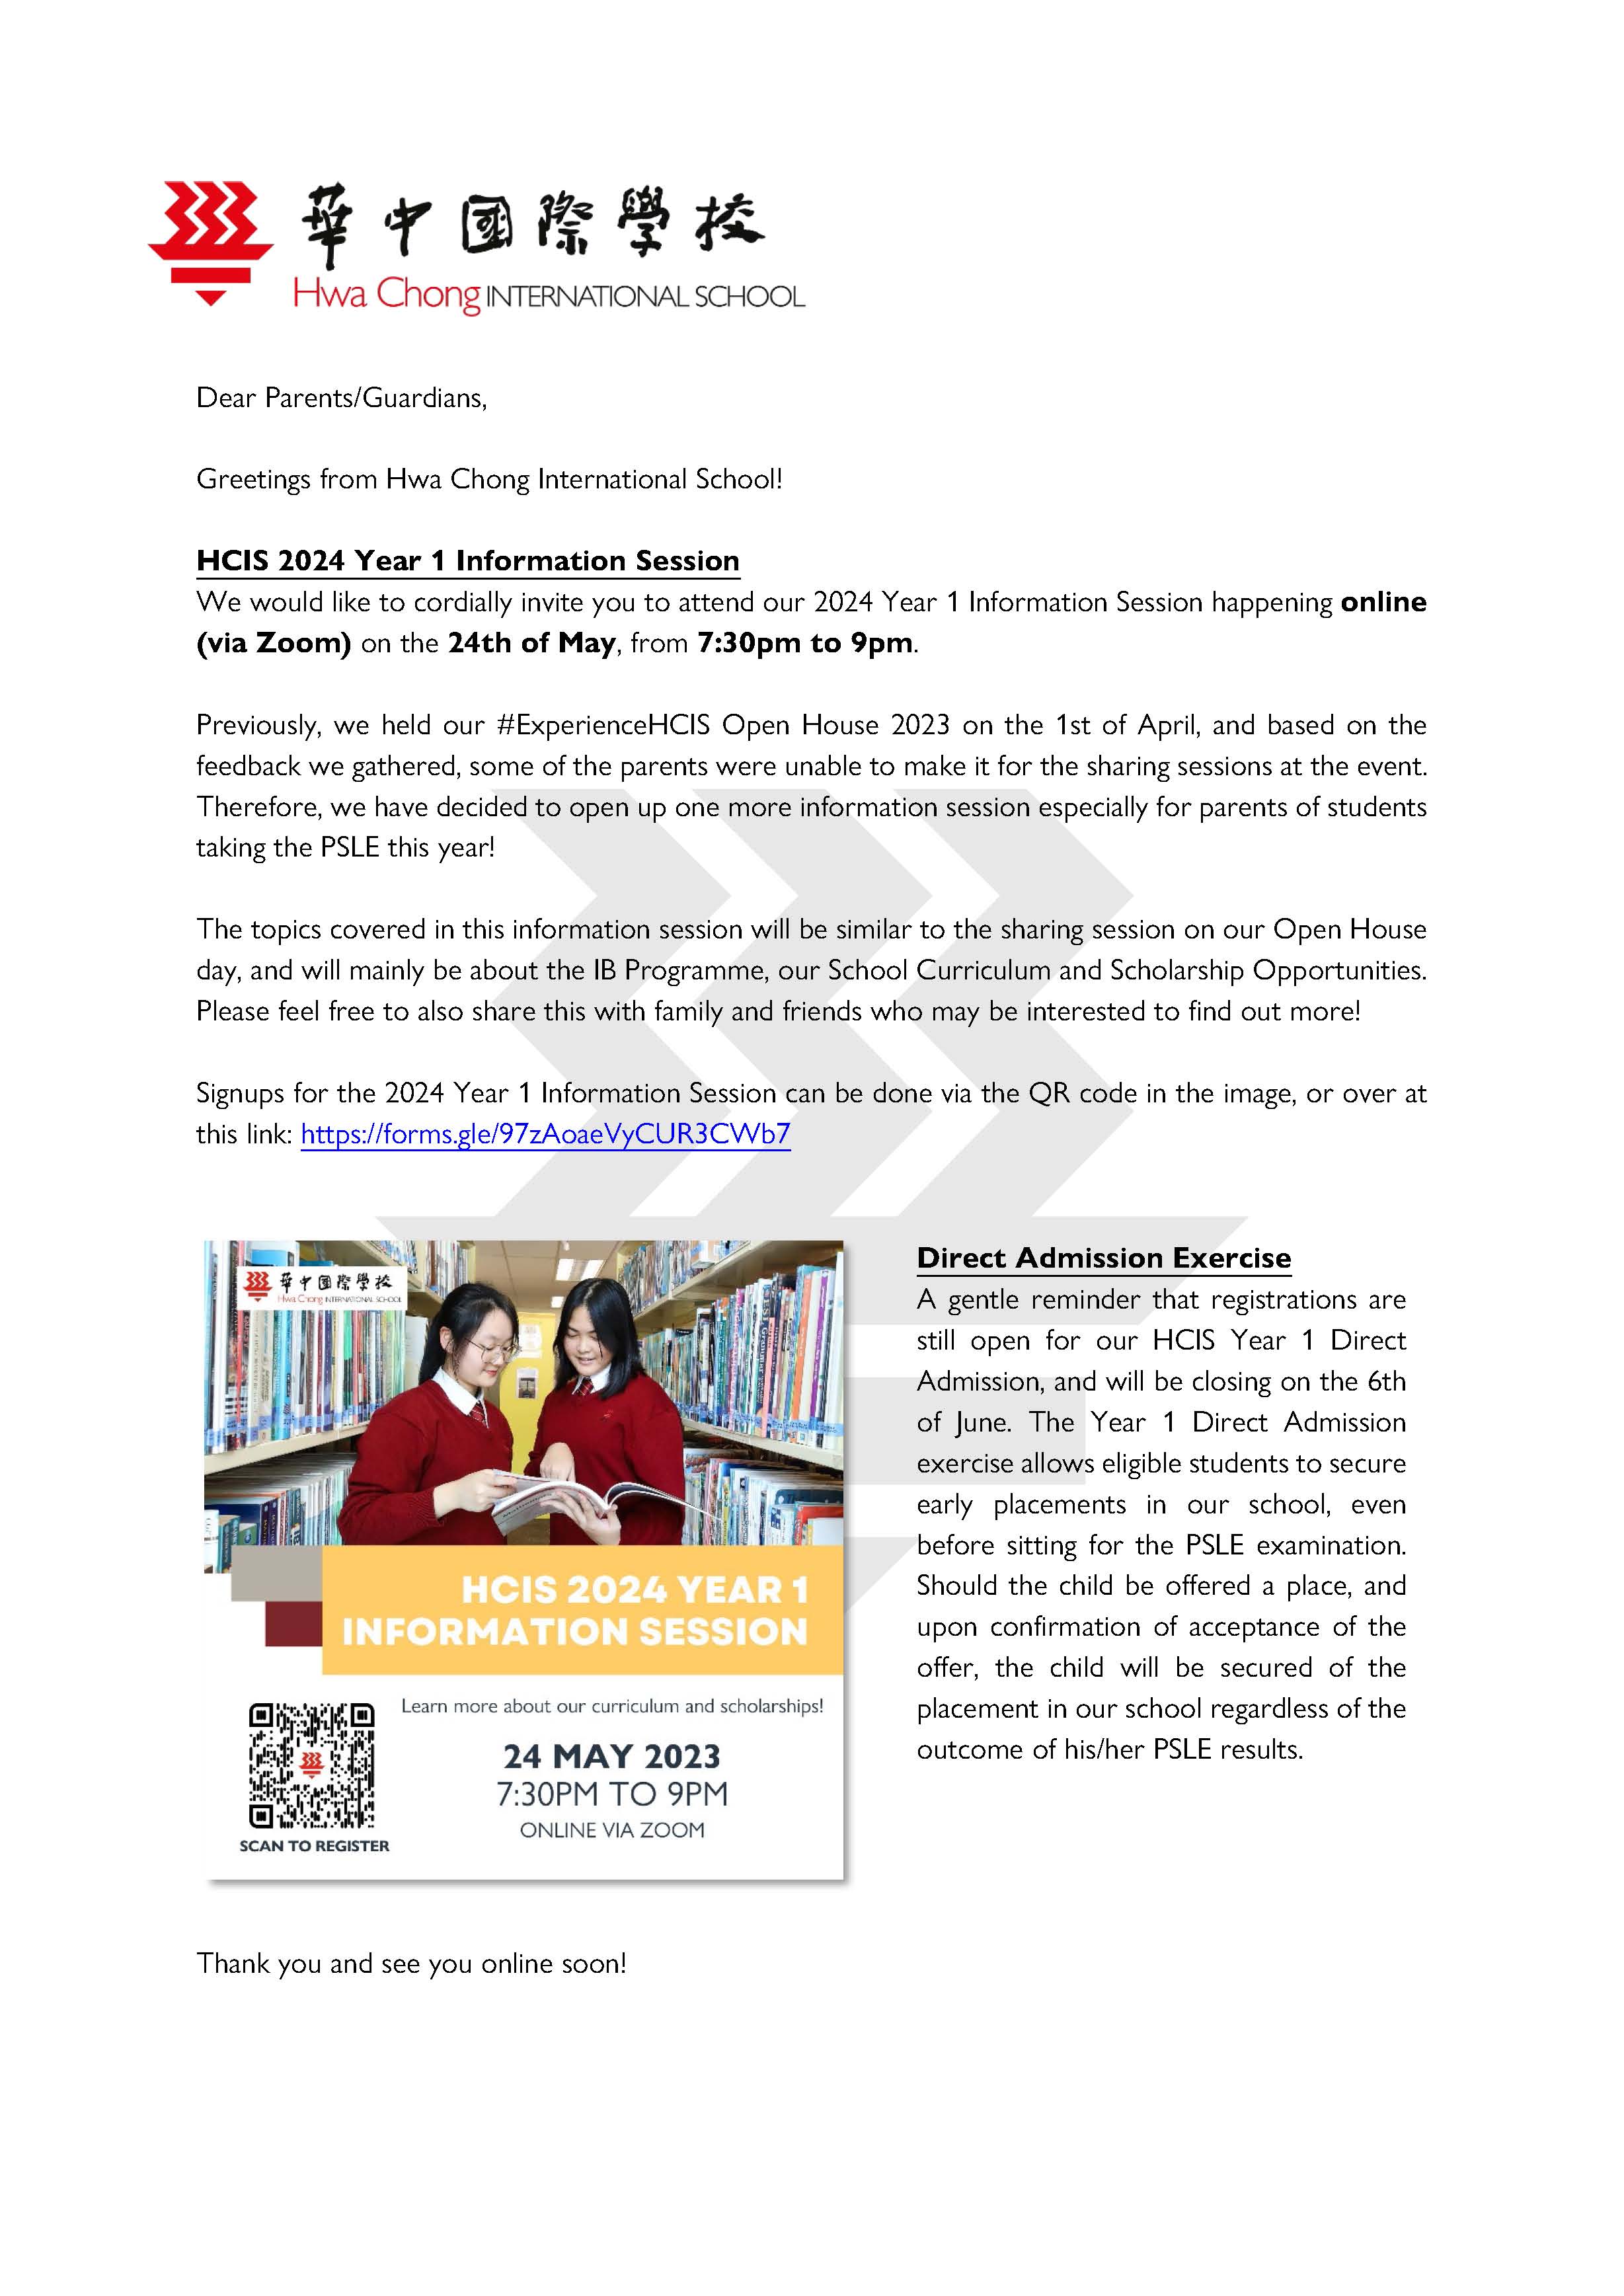 華中國際學校
Hwa Chong INTERNATIONAL SCHOOL
Dear Parents/Guardians,
Greetings from Hwa Chong International School!
HCIS 2024 Year 1 Information Session
We would like to cordially invite you to attend our 2024 Year 1 Information Session happening online
(via Zoom) on the 24th of May, from 7:30pm to 9pm.
Previously, we held our #ExperienceHCIS Open House 2023 on the 1st of April, and based on the
feedback we gathered, some of the parents were unable to make it for the sharing sessions at the event.
Therefore, we have decided to open up one more information session especially for parents of students
taking the PSLE this year!
The topics covered in this information session will be similar to the sharing session on our Open House
day, and will mainly be about the IB Programme, our School Curriculum and Scholarship Opportunities.
Please feel free to also share this with family and friends who may be interested to find out more!
Signups for the 2024 Year 1 Information Session can be done via the QR code in the image, or over at
this link: https://forms.gle/97zAoaeVyCUR3CWb7
華中國際學校
Hwa Chong INTERNATIONAL SCHOOL
HCIS 2024 YEAR 1
INFORMATION SESSION
Learn more about our curriculum and scholarships!
24 MAY 2023
7:30PM TO 9PM
ONLINE VIA ZOOM
SCAN TO REGISTER
Direct Admission Exercise
A gentle reminder that registrations are
still open for our HCIS Year 1 Direct
Admission, and will be closing on the 6th
of June. The Year 1 Direct Admission
exercise allows eligible students to secure
early placements in our school, even
before sitting for the PSLE examination.
Should the child be offered a place, and
upon confirmation of acceptance of the
offer, the child will be secured of the
placement in our school regardless of the
outcome of his/her PSLE results.
Thank you and see you online soon!